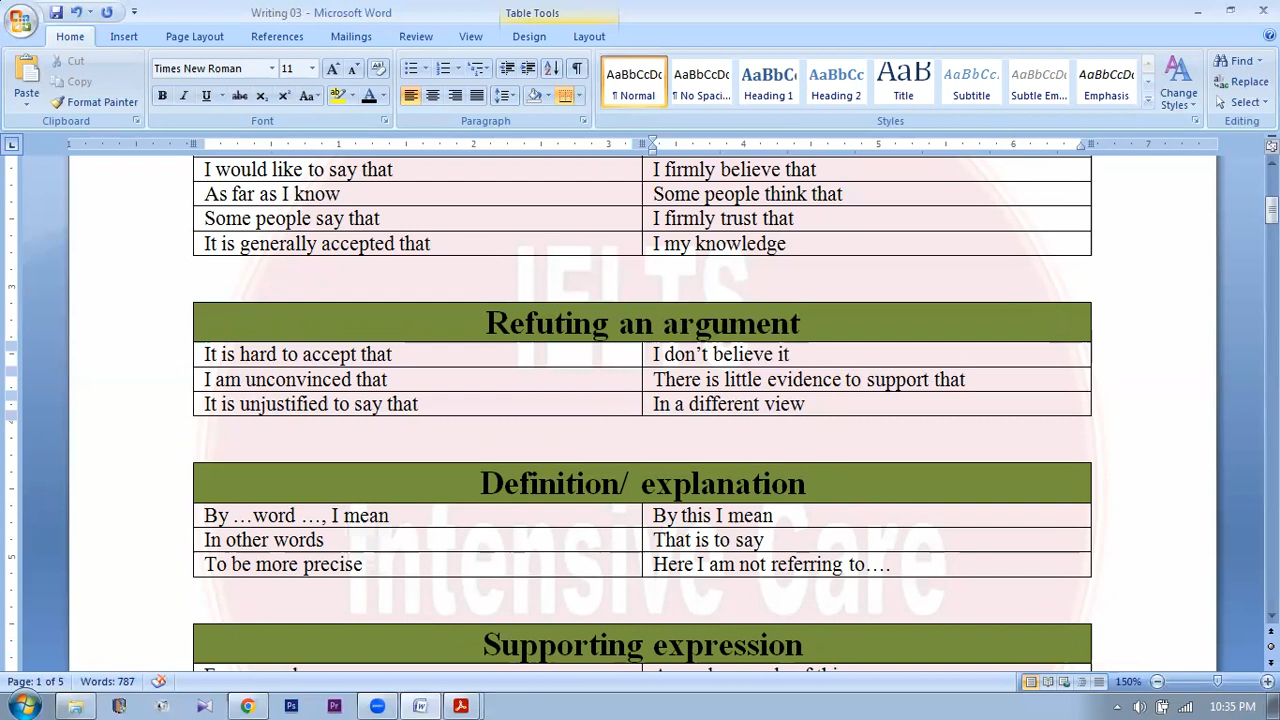 Writing 03 - Microsoft Word
Table Tools
Home Insert Page Layout References Mailings Review View Design Layout
Paste
Cut
Copy
Format Painter
Clipboard
Times New Roman 11
Font
Paragraph
AaBbCcDc AaBbCcDc AaBbC AaBbCc AaB AaBbCc. AaBbCcDc AaBbCcDc
¶ Normal ¶ No Spaci... Heading 1 Heading 2 Title Subtitle Subtle Em... Emphasis
Change Styles
Styles
Find
Replace
Select
Editing
I would like to say that I firmly believe that
As far as I know Some people think that
Some people say that I firmly trust that
It is generally accepted that I my knowledge
Refuting an argument
It is hard to accept that I don’t believe it
I am unconvinced that There is little evidence to support that
It is unjustified to say that In a different view
Definition/ explanation
By …word …, I mean By this I mean
In other words That is to say
To be more precise Here I am not referring to….
Supporting expression
IELTS
Intensive Care
Page: 1 of 5 Words: 787 150%
10:35 PM